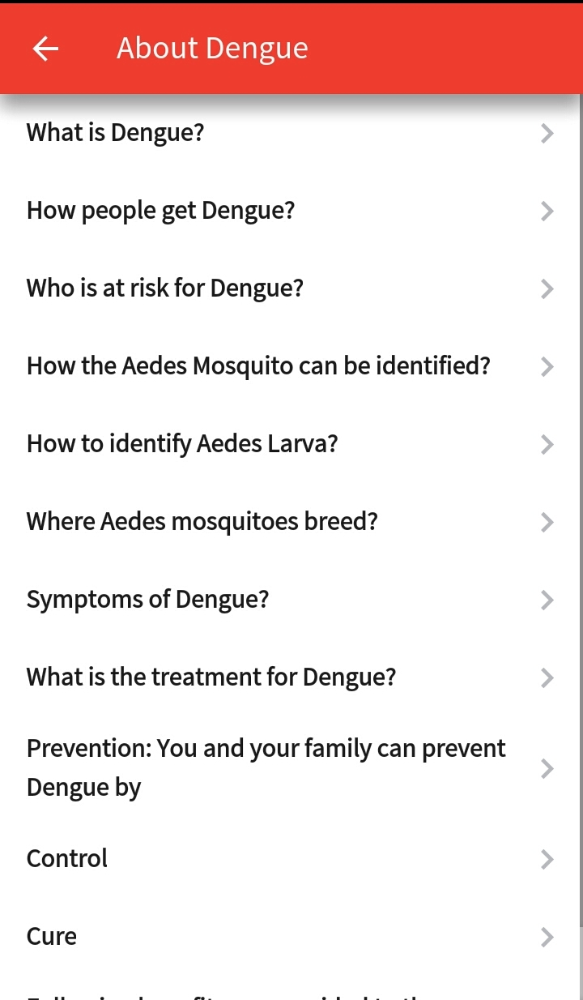 About Dengue
What is Dengue?
How people get Dengue?
Who is at risk for Dengue?
How the Aedes Mosquito can be identified?
How to identify Aedes Larva?
Where Aedes mosquitoes breed?
Symptoms of Dengue?
What is the treatment for Dengue?
Prevention: You and your family can prevent
Dengue by
Control
Cure